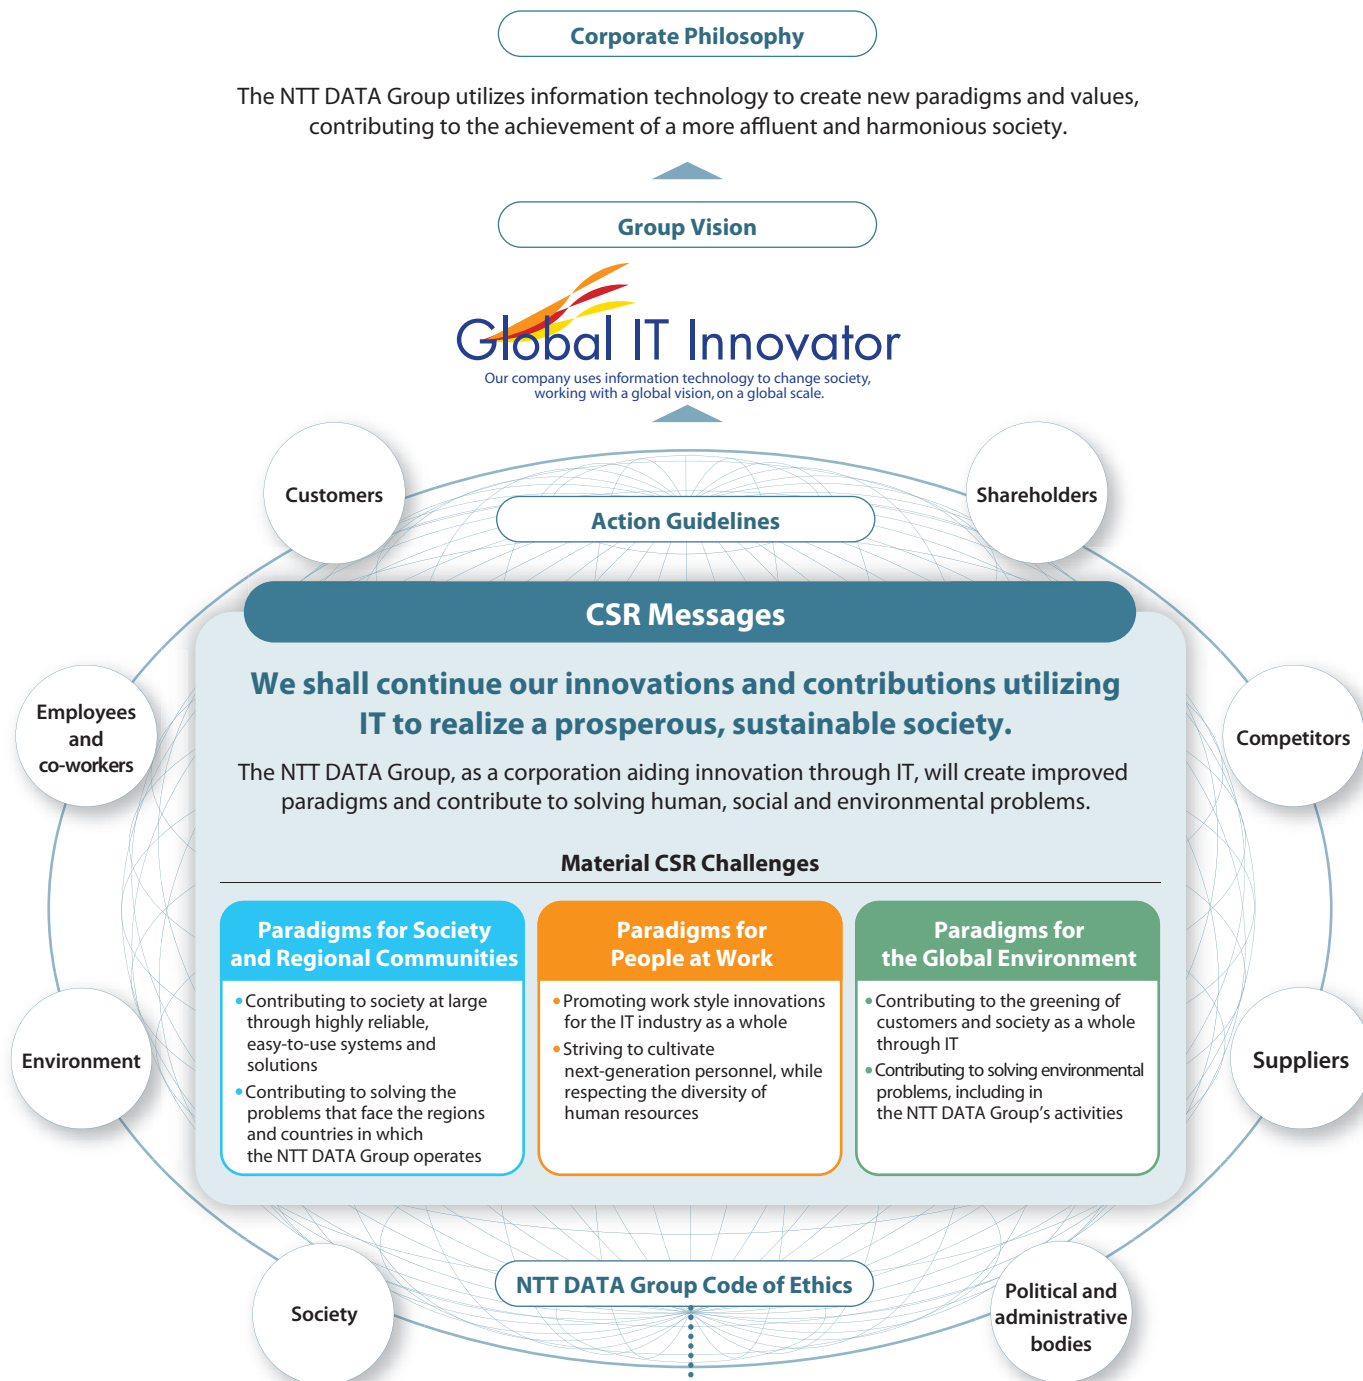 Corporate Philosophy
The NTT DATA Group utilizes information technology to create new paradigms and values,
contributing to the achievement of a more affluent and harmonious society.
Group Vision
Global IT Innovator
Our company uses information technology to change society,
working with a global vision, on a global scale.
Customers
Shareholders
Action Guidelines
CSR Messages
We shall continue our innovations and contributions utilizing
IT to realize a prosperous, sustainable society.
Employees
and
co-workers
Competitors
The NTT DATA Group, as a corporation aiding innovation through IT, will create improved
paradigms and contribute to solving human, social and environmental problems.
Material CSR Challenges
Paradigms for Society
and Regional Communities
•Contributing to society at large
through highly reliable,
easy-to-use systems and
solutions
•Contributing to solving the
problems that face the regions
and countries in which
the NTT DATA Group operates
Paradigms for
People at Work
•Promoting work style innovations
for the IT industry as a whole
•Striving to cultivate
next-generation personnel, while
respecting the diversity of
human resources
Paradigms for
the Global Environment
•Contributing to the greening of
customers and society as a whole
through IT
•Contributing to solving environmental
problems, including in
the NTT DATA Group's activities
Environment
Suppliers
NTT DATA Group Code of Ethics
Society
Political and
administrative
bodies